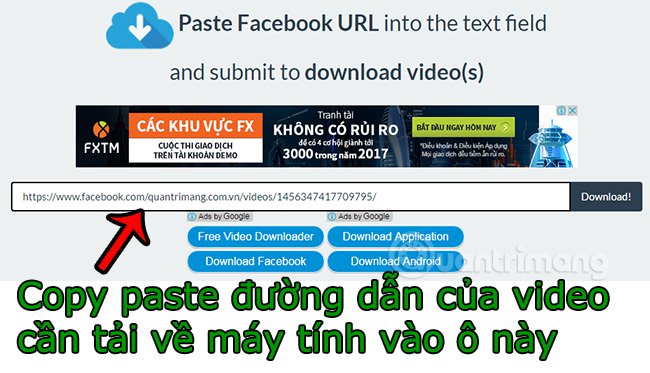 Paste Facebook URL into the text field
and submit to download video(s)
FXTM
CÁC KHU VỰC FX
CUỘC THI GIAO DỊCH
TRÊN TÀI KHOẢN DEMO
Tranh tài
KHÔNG CÓ RỦI RO
để có 4 cơ hội giành tới
3000 trong năm 2017
BẮT ĐẦU NGAY HÔM NAY
*Điều khoản & Điều kiện Áp dụng
Mọi giao dịch đều tiềm ẩn rủi ro.
https://www.facebook.com/quantrimang.com.vn/videos/1456347417709795/
Download!
Ads by Google
Ads by Google
Free Video Downloader
Download Application
Download Facebook
Download Android
Quantrimang
Copy paste đường dẫn của video
cần tải về máy tính vào ô này